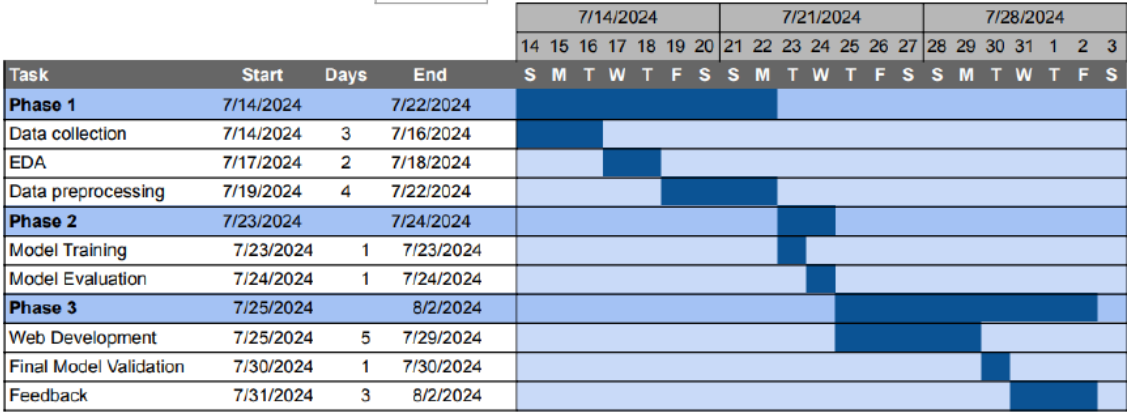 7/14/2024 7/21/2024 7/28/2024
14 15 16 17 18 19 20 21 22 23 24 25 26 27 28 29 30 31 1 2 3
Task Start Days End S M T W T F S S M T W T F S S M T W T F S
Phase 1 7/14/2024 7/22/2024
Data collection 7/14/2024 3 7/16/2024
EDA 7/17/2024 2 7/18/2024
Data preprocessing 7/19/2024 4 7/22/2024
Phase 2 7/23/2024 7/24/2024
Model Training 7/23/2024 1 7/23/2024
Model Evaluation 7/24/2024 1 7/24/2024
Phase 3 7/25/2024 8/2/2024
Web Development 7/25/2024 5 7/29/2024
Final Model Validation 7/30/2024 1 7/30/2024
Feedback 7/31/2024 3 8/2/2024